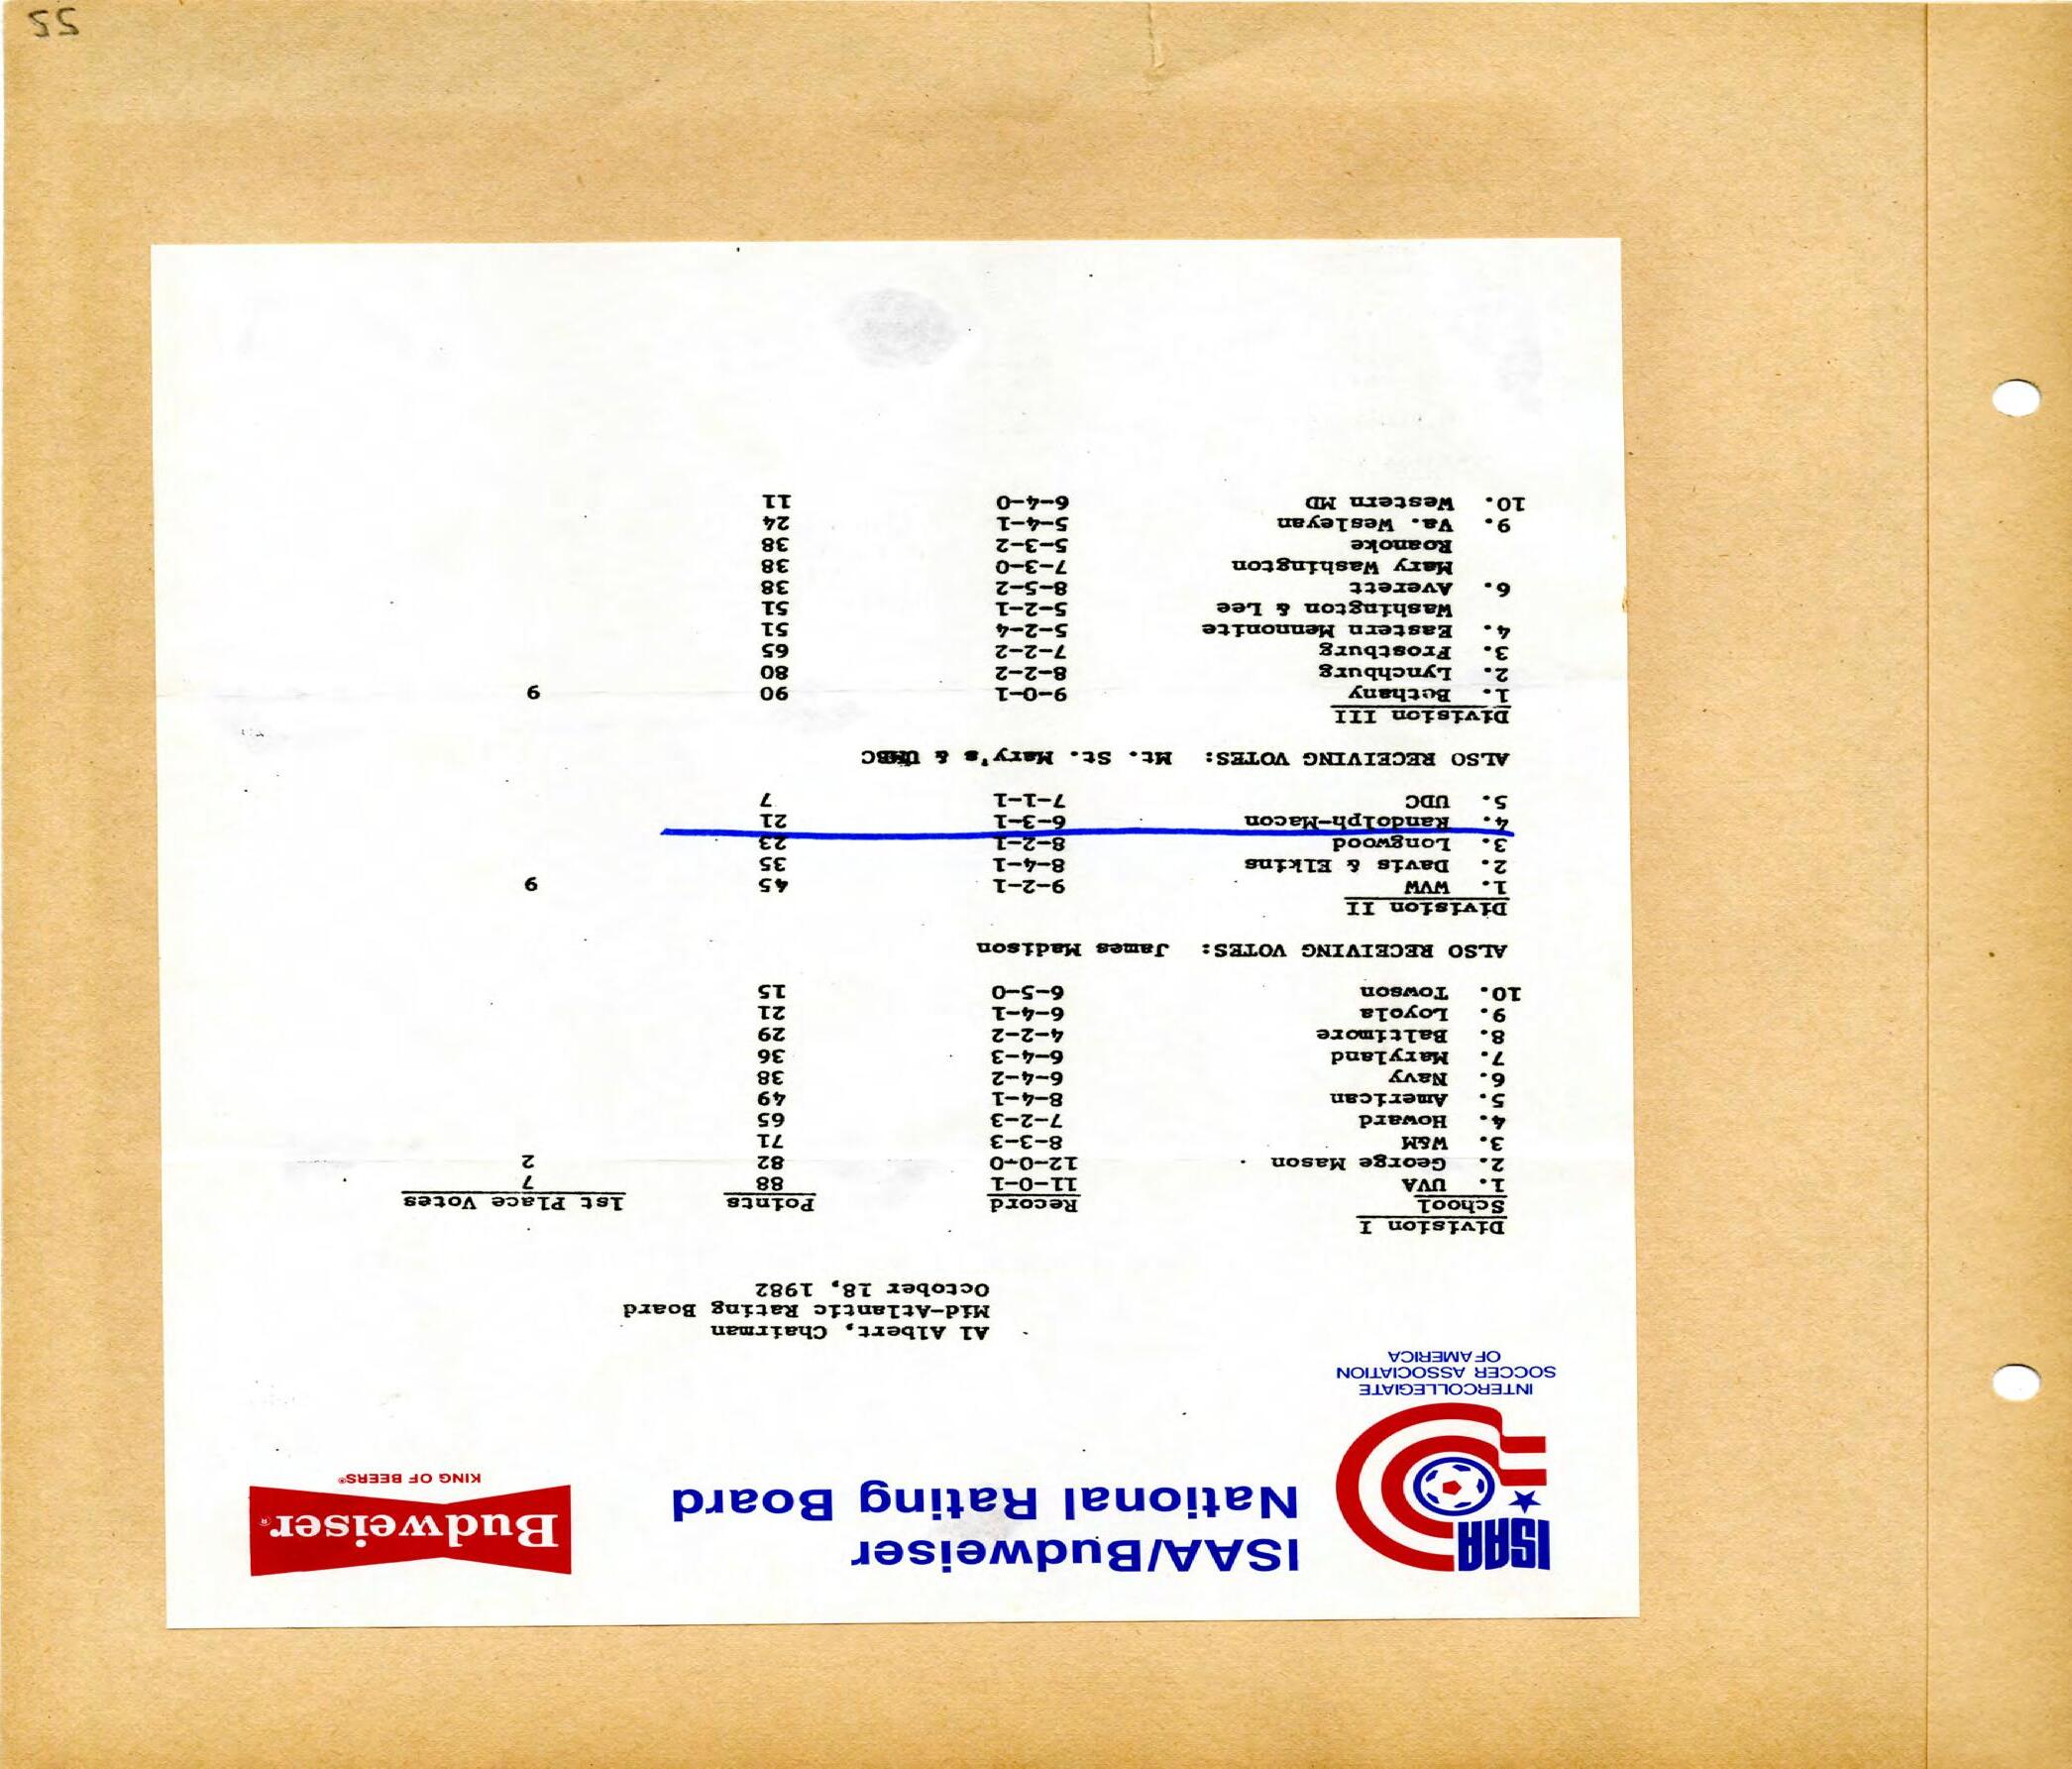 ISAA
INTERCOLLEGIATE
SOCCER ASSOCIATION
OF AMERICA
ISAA/Budweiser
National Rating Board
Budweiser®
KING OF BEERS®
Al Albert, Chairman
Mid-Atlantic Rating Board
October 18, 1982
Division I
School Record Points 1st Place Votes
1. UVA 11-0-1 88 7
2. George Mason 12-0-0 82 2
3. W&M 8-3-3 71
4. Howard 7-2-3 65
5. American 8-4-1 49
6. Navy 6-4-2 38
7. Maryland 6-4-3 36
8. Baltimore 4-2-2 29
9. Loyola 6-4-1 21
10. Towson 6-5-0 15
ALSO RECEIVING VOTES: James Madison
Division II
1. WVW 9-2-1 45 9
2. Davis & Elkins 8-4-1 35
3. Longwood 8-2-1 23
4. Randolph-Macon 6-3-1 21
5. UDC 7-1-1 7
ALSO RECEIVING VOTES: Mt. St. Mary's & UMBC
Division III
1. Bethany 9-0-1 90 9
2. Lynchburg 8-2-2 80
3. Frostburg 7-2-2 65
4. Eastern Mennonite 5-2-4 51
Washington & Lee 5-2-1 51
6. Averett 8-5-2 38
Mary Washington 7-3-0 38
Roanoke 5-3-2 38
9. Va. Wesleyan 5-4-1 24
10. Western MD 6-4-0 11
55